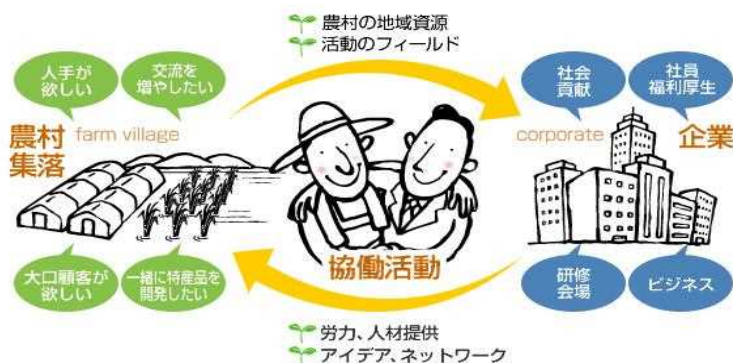 農村の地域資源
活動のフィールド
人手が
欲しい
交流を
増やしたい
社会
貢献
社員
福利厚生
農村
集落
farm village
corporate
企業
大口顧客が
欲しい
一緒に特産品を
開発したい
協働活動
研修
会場
ビジネス
労力、人材提供
アイデア、ネットワーク